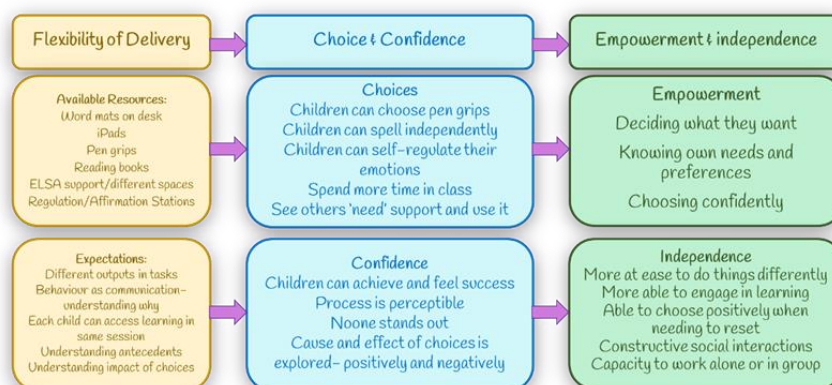 Flexibility of Delivery
Choice & Confidence
Empowerment & independence
Available Resources:
Word mats on desk
iPads
Pen grips
Reading books
ELSA support/different spaces
Regulation/Affirmation Stations
Choices
Children can choose pen grips
Children can spell independently
Children can self-regulate their
emotions
Spend more time in class
See others 'need' support and use it
Empowerment
Deciding what they want
Knowing own needs and
preferences
Choosing confidently
Expectations:
Different outputs in tasks
Behaviour as communication-
understanding why
Each child can access learning in
same session
Understanding antecedents
Understanding impact of choices
Confidence
Children can achieve and feel success
Process is perceptible
Noone stands out
Cause and effect of choices is
explored- positively and negatively
Independence
More at ease to do things differently
More able to engage in learning
Able to choose positively when
needing to reset
Constructive social interactions
Capacity to work alone or in group